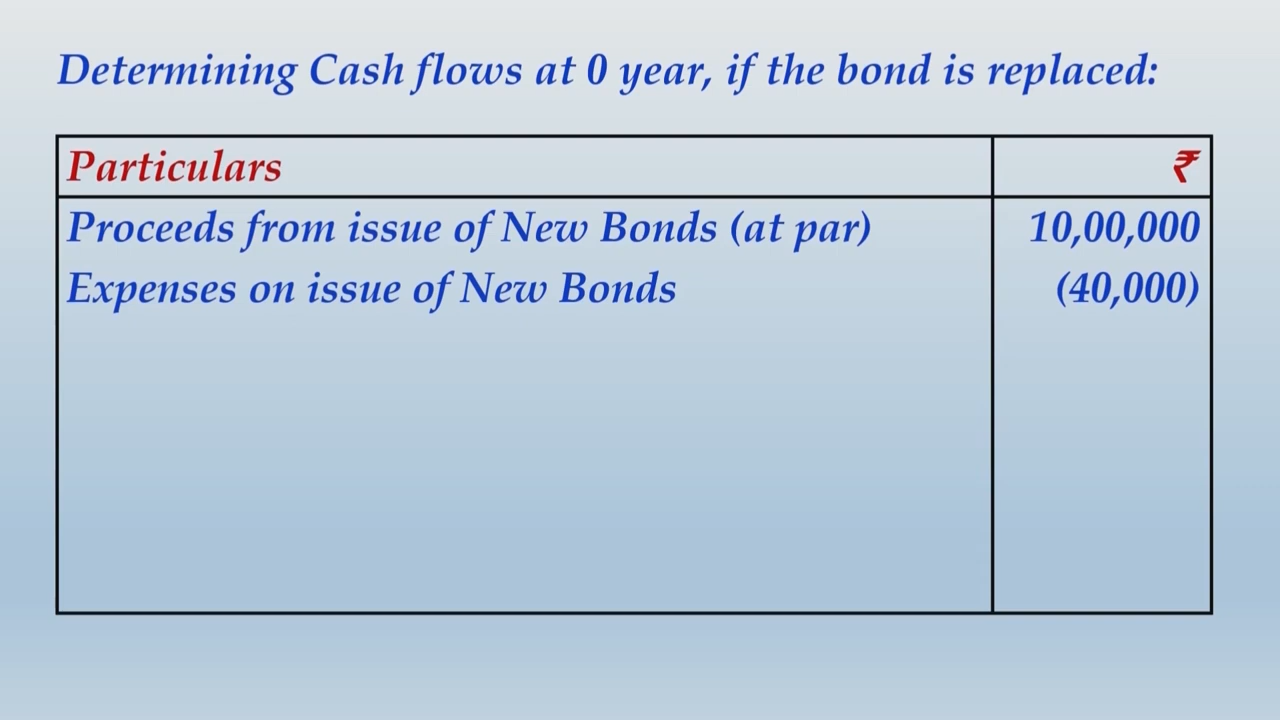 Determining Cash flows at 0 year, if the bond is replaced:
Particulars ₹
Proceeds from issue of New Bonds (at par) 10,00,000
Expenses on issue of New Bonds (40,000)